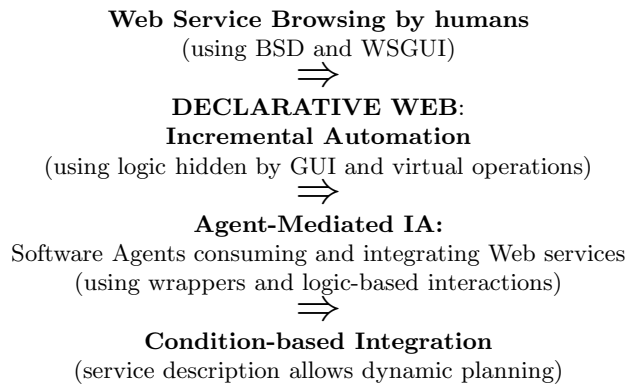 Web Service Browsing by humans
(using BSD and WSGUI)
⇒
DECLARATIVE WEB:
Incremental Automation
(using logic hidden by GUI and virtual operations)
⇒
Agent-Mediated IA:
Software Agents consuming and integrating Web services
(using wrappers and logic-based interactions)
⇒
Condition-based Integration
(service description allows dynamic planning)